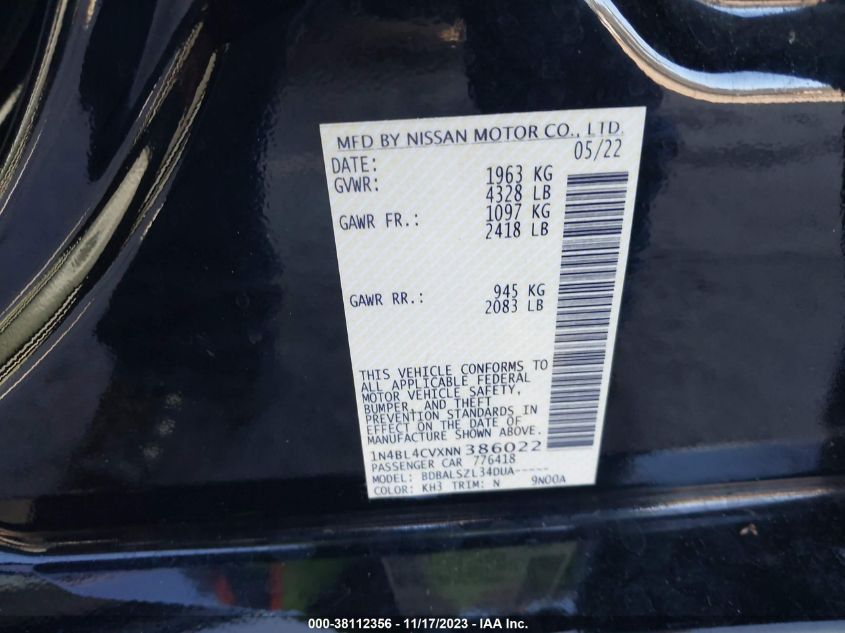 MFD BY NISSAN MOTOR CO., LTD.
DATE: 05/22
GVWR: 1963 KG
4328 LB
GAWR FR.: 1097 KG
2418 LB
GAWR RR.: 945 KG
2083 LB
THIS VEHICLE CONFORMS TO
ALL APPLICABLE FEDERAL
MOTOR VEHICLE SAFETY,
BUMPER, AND THEFT
PREVENTION STANDARDS IN
EFFECT ON THE DATE OF
MANUFACTURE SHOWN ABOVE.
1N4BL4CVXNN386022
PASSENGER CAR 776418
MODEL: BDBALSZL34DUA-----
COLOR: KH3 TRIM: N 9N00A
000-38112356 - 11/17/2023 - IAA Inc.